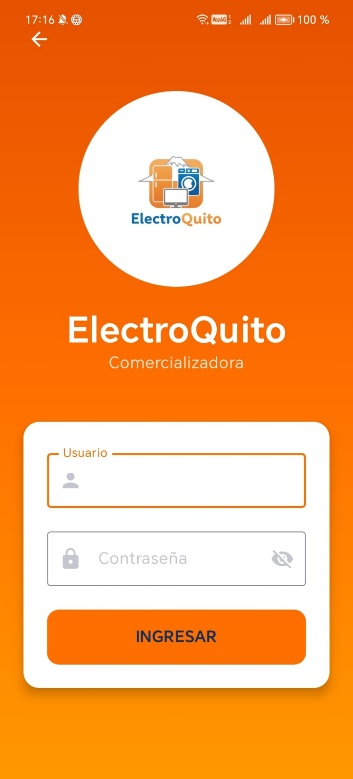 17:16
100 %
ElectroQuito
ElectroQuito
Comercializadora
Usuario
Contraseña
INGRESAR